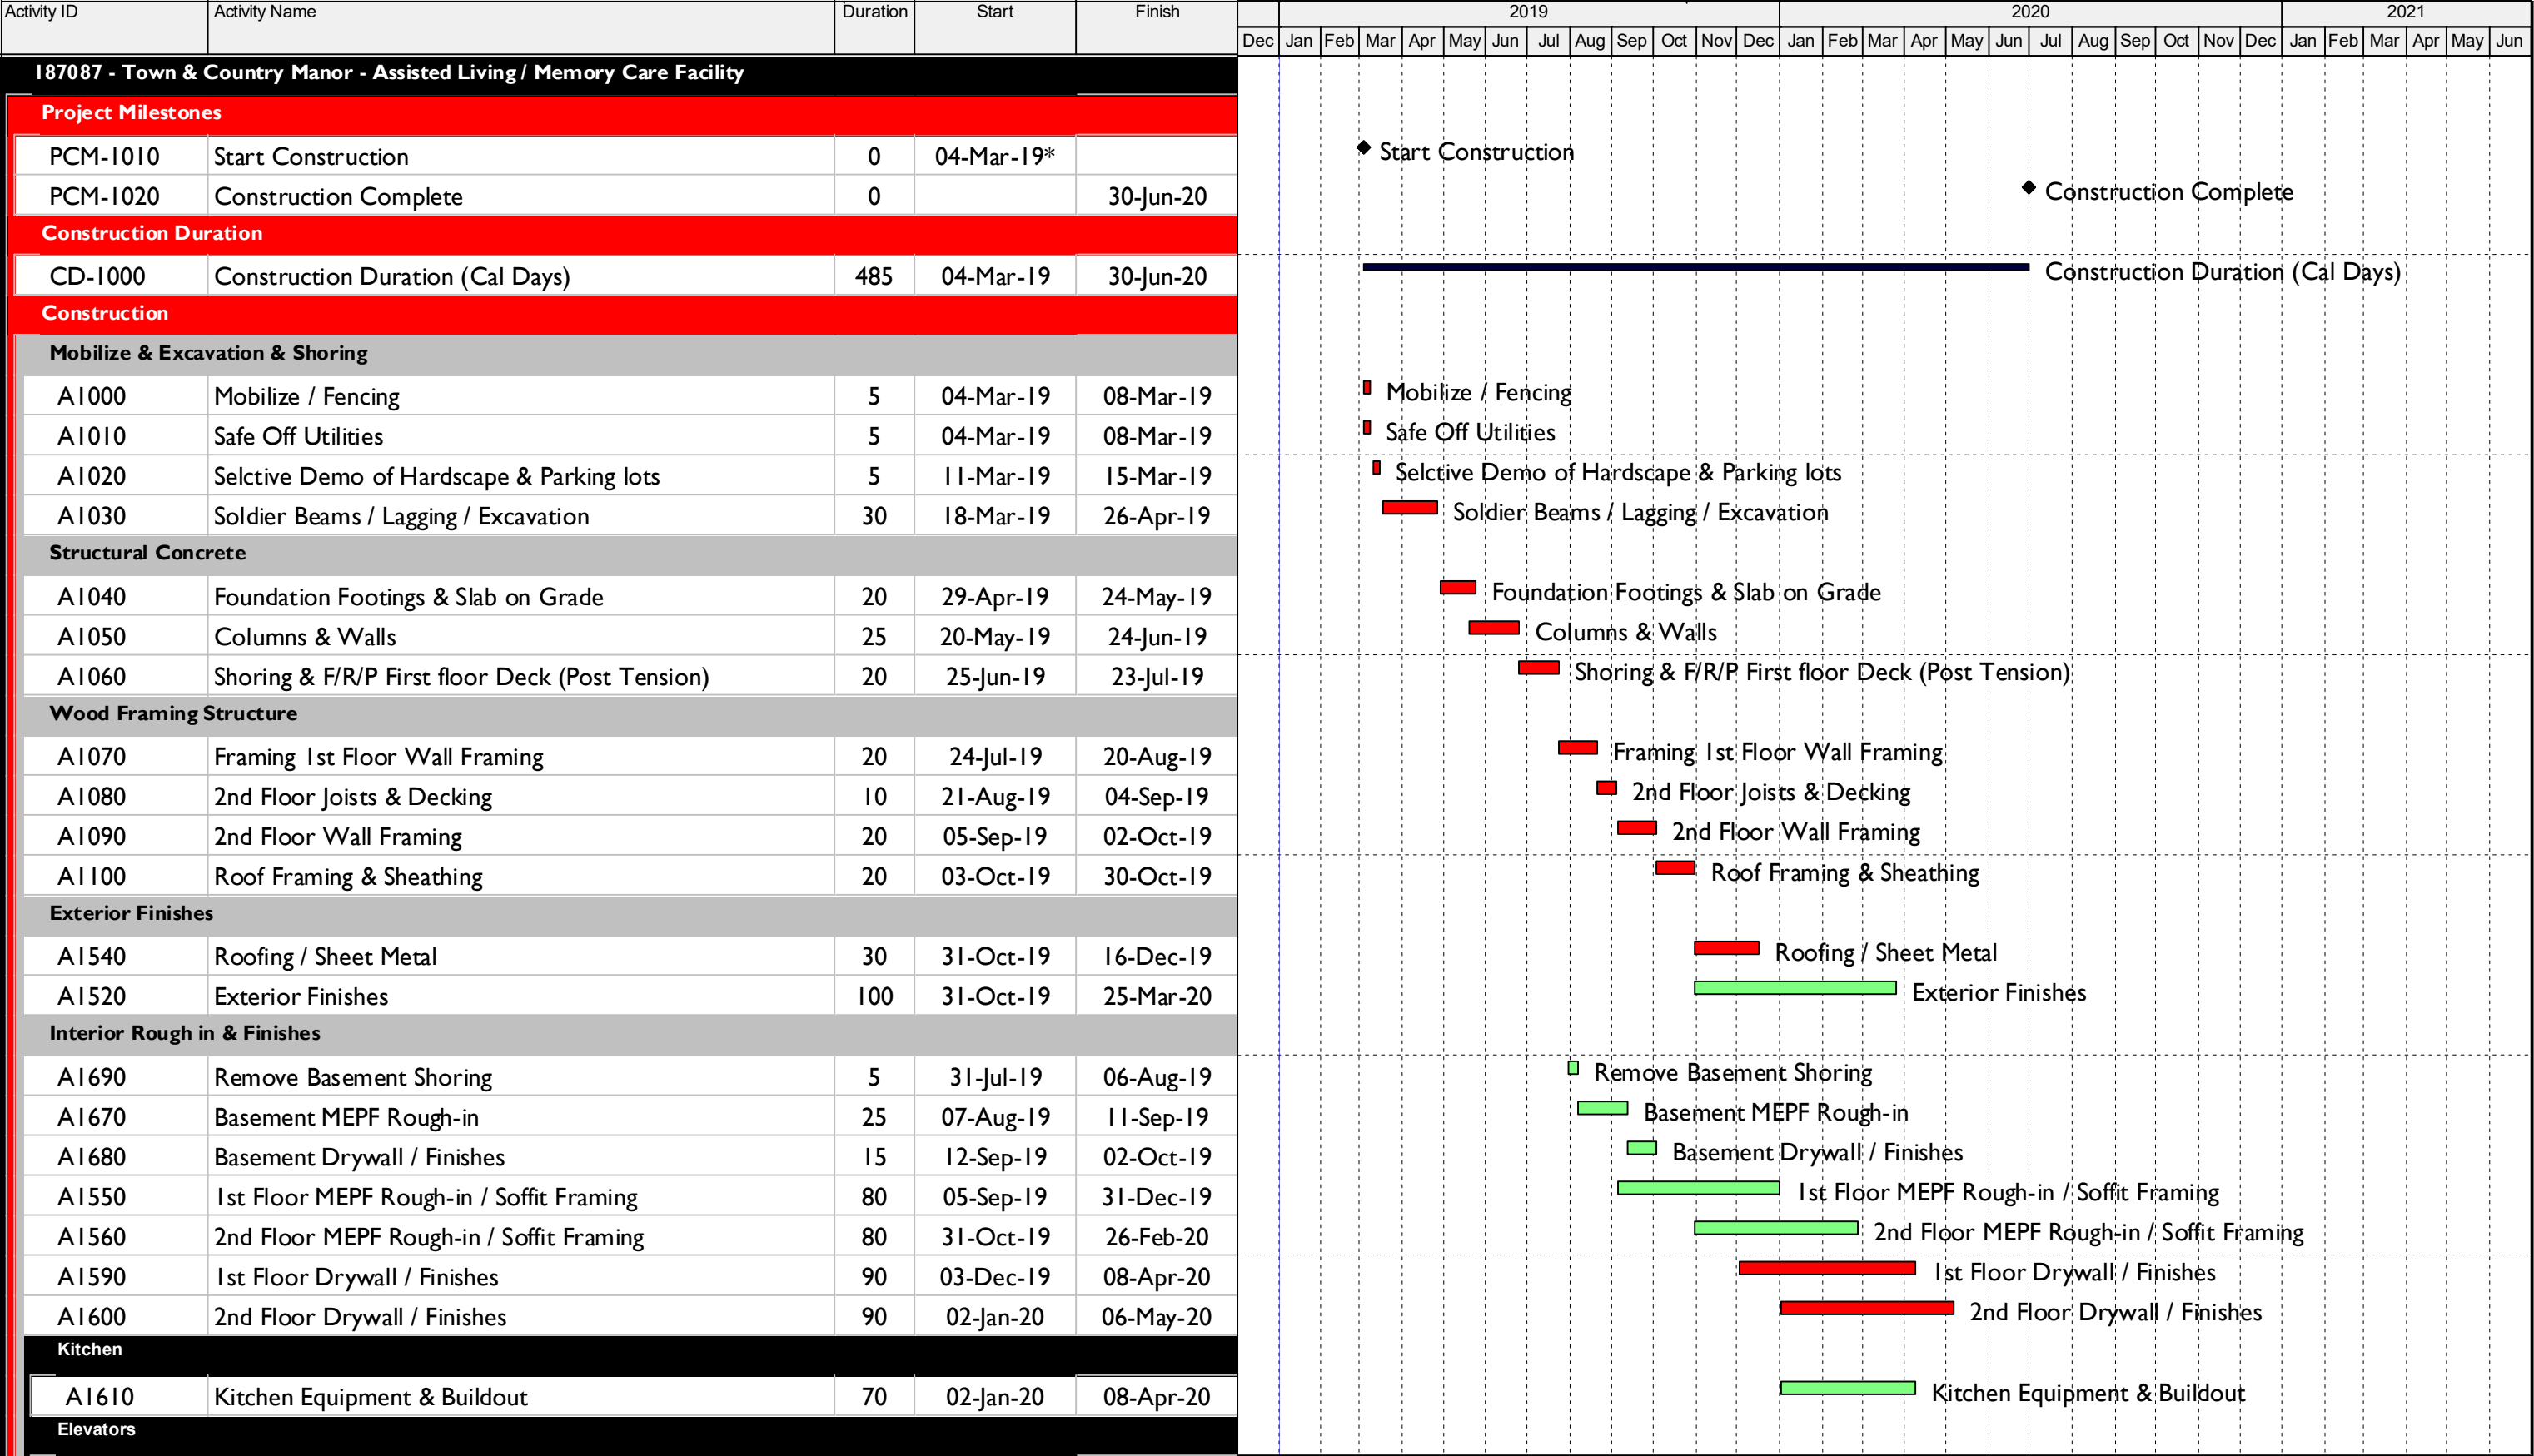 Activity ID Activity Name Duration Start Finish 2019 2020 2021
Dec Jan Feb Mar Apr May Jun Jul Aug Sep Oct Nov Dec Jan Feb Mar Apr May Jun Jul Aug Sep Oct Nov Dec Jan Feb Mar Apr May Jun
187087 - Town & Country Manor - Assisted Living / Memory Care Facility
Project Milestones
PCM-1010 Start Construction 0 04-Mar-19* Start Construction
PCM-1020 Construction Complete 0 30-Jun-20 Construction Complete
Construction Duration
CD-1000 Construction Duration (Cal Days) 485 04-Mar-19 30-Jun-20 Construction Duration (Cal Days)
Construction
Mobilize & Excavation & Shoring
A1000 Mobilize / Fencing 5 04-Mar-19 08-Mar-19 Mobilize / Fencing
A1010 Safe Off Utilities 5 04-Mar-19 08-Mar-19 Safe Off Utilities
A1020 Selctive Demo of Hardscape & Parking lots 5 11-Mar-19 15-Mar-19 Selctive Demo of Hardscape & Parking lots
A1030 Soldier Beams / Lagging / Excavation 30 18-Mar-19 26-Apr-19 Soldier Beams / Lagging / Excavation
Structural Concrete
A1040 Foundation Footings & Slab on Grade 20 29-Apr-19 24-May-19 Foundation Footings & Slab on Grade
A1050 Columns & Walls 25 20-May-19 24-Jun-19 Columns & Walls
A1060 Shoring & F/R/P First floor Deck (Post Tension) 20 25-Jun-19 23-Jul-19 Shoring & F/R/P First floor Deck (Post Tension)
Wood Framing Structure
A1070 Framing 1st Floor Wall Framing 20 24-Jul-19 20-Aug-19 Framing 1st Floor Wall Framing
A1080 2nd Floor Joists & Decking 10 21-Aug-19 04-Sep-19 2nd Floor Joists & Decking
A1090 2nd Floor Wall Framing 20 05-Sep-19 02-Oct-19 2nd Floor Wall Framing
A1100 Roof Framing & Sheathing 20 03-Oct-19 30-Oct-19 Roof Framing & Sheathing
Exterior Finishes
A1540 Roofing / Sheet Metal 30 31-Oct-19 16-Dec-19 Roofing / Sheet Metal
A1520 Exterior Finishes 100 31-Oct-19 25-Mar-20 Exterior Finishes
Interior Rough in & Finishes
A1690 Remove Basement Shoring 5 31-Jul-19 06-Aug-19 Remove Basement Shoring
A1670 Basement MEPF Rough-in 25 07-Aug-19 11-Sep-19 Basement MEPF Rough-in
A1680 Basement Drywall / Finishes 15 12-Sep-19 02-Oct-19 Basement Drywall / Finishes
A1550 1st Floor MEPF Rough-in / Soffit Framing 80 05-Sep-19 31-Dec-19 1st Floor MEPF Rough-in / Soffit Framing
A1560 2nd Floor MEPF Rough-in / Soffit Framing 80 31-Oct-19 26-Feb-20 2nd Floor MEPF Rough-in / Soffit Framing
A1590 1st Floor Drywall / Finishes 90 03-Dec-19 08-Apr-20 1st Floor Drywall / Finishes
A1600 2nd Floor Drywall / Finishes 90 02-Jan-20 06-May-20 2nd Floor Drywall / Finishes
Kitchen
A1610 Kitchen Equipment & Buildout 70 02-Jan-20 08-Apr-20 Kitchen Equipment & Buildout
Elevators